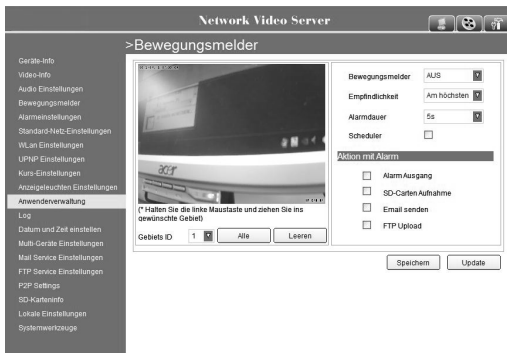 Network Video Server
>Bewegungsmelder
Geräte-Info
Video-Info
Audio Einstellungen
Bewegungsmelder
Alarmeinstellungen
Standard-Netz-Einstellungen
WLan Einstellungen
UPNP Einstellungen
Kurs-Einstellungen
Anzeigeleuchten Einstellungen
Anwenderverwaltung
Log
Datum und Zeit einstellen
Multi-Geräte Einstellungen
Mail Service Einstellungen
FTP Service Einstellungen
P2P Settings
SD-Karteninfo
Lokale Einstellungen
Systemwerkzeuge
acer
(* Halten Sie die linke Maustaste und ziehen Sie ins
gewünschte Gebiet)
Gebiets ID 1 Alle Leeren
Bewegungsmelder AUS
Empfindlichkeit Am höchsten
Alarmdauer 5s
Scheduler
Aktion mit Alarm
Alarm Ausgang
SD-Carten Aufnahme
Email senden
FTP Upload
Speichern Update